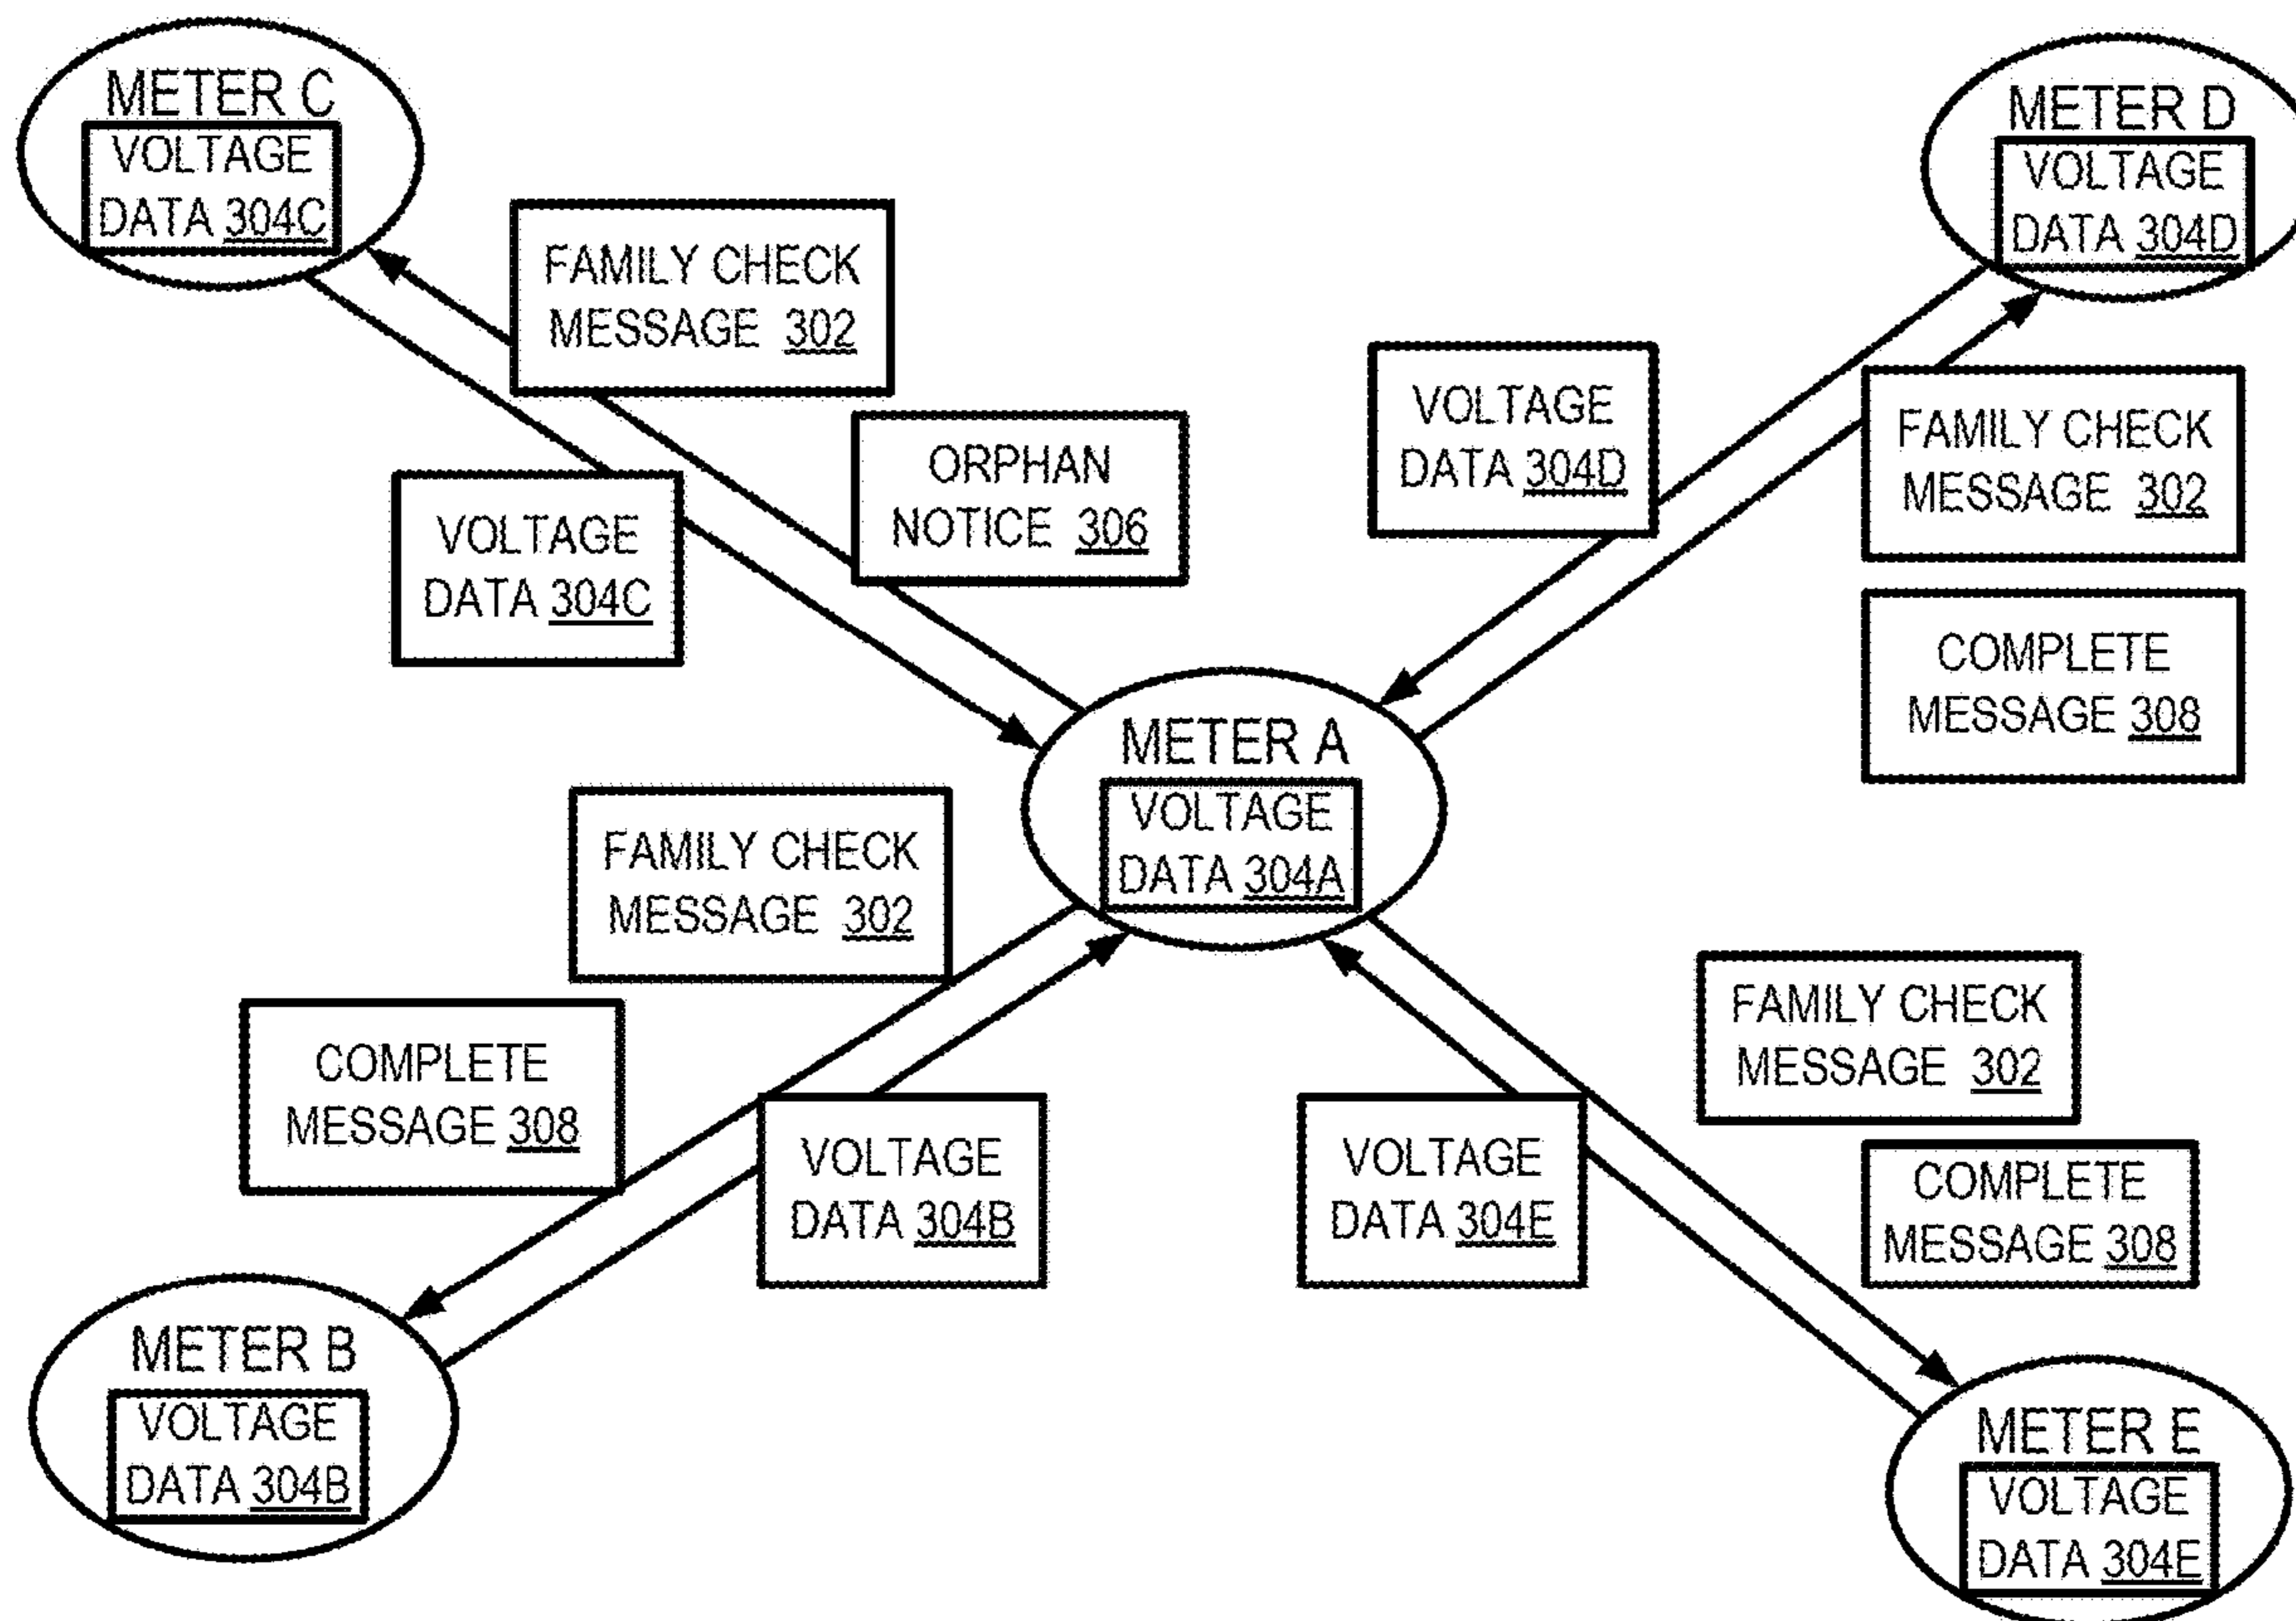 METER C
VOLTAGE
DATA 304C
METER D
VOLTAGE
DATA 304D
FAMILY CHECK
MESSAGE 302
VOLTAGE
DATA 304D
FAMILY CHECK
MESSAGE 302
ORPHAN
NOTICE 306
VOLTAGE
DATA 304C
COMPLETE
MESSAGE 308
METER A
VOLTAGE
DATA 304A
FAMILY CHECK
MESSAGE 302
FAMILY CHECK
MESSAGE 302
COMPLETE
MESSAGE 308
VOLTAGE
DATA 304B
VOLTAGE
DATA 304E
COMPLETE
MESSAGE 308
METER B
VOLTAGE
DATA 304B
METER E
VOLTAGE
DATA 304E